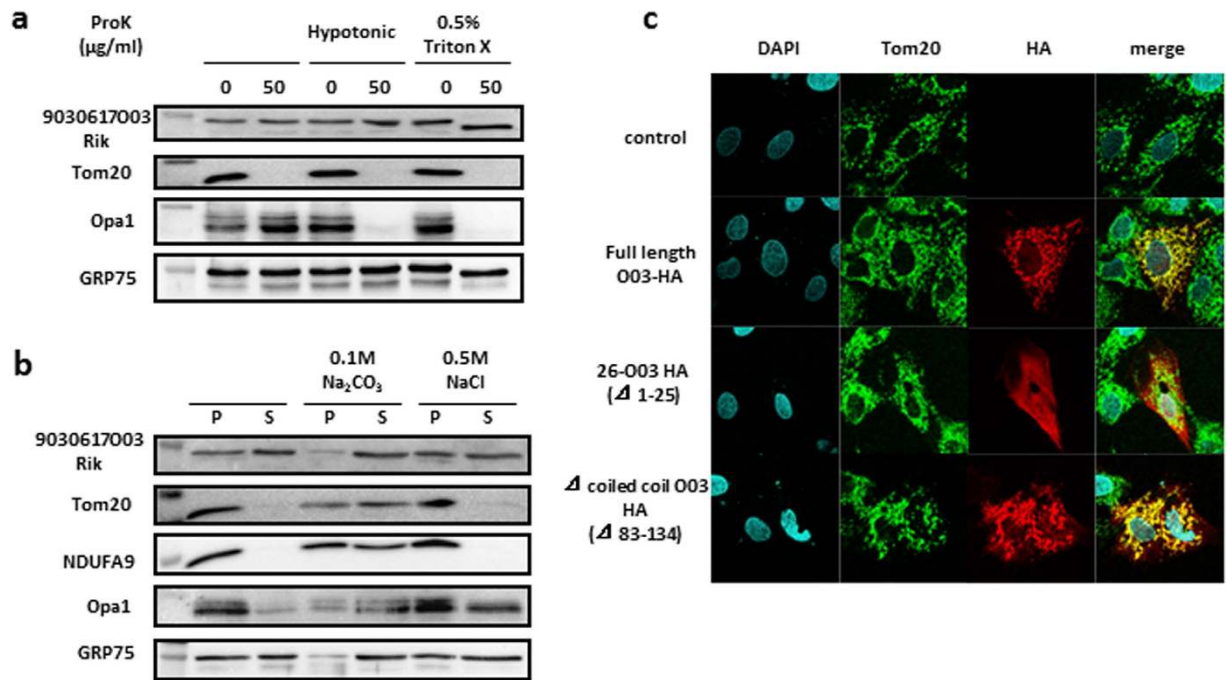 a
ProK
(µg/ml)
Hypotonic
0.5%
Triton X
0 50 0 50 0 50
9030617O03
Rik
Tom20
Opa1
GRP75
b
0.1M
Na₂CO₃
0.5M
NaCl
P S P S P S
9030617O03
Rik
Tom20
NDUFA9
Opa1
GRP75
c
DAPI Tom20 HA merge
control
Full length
O03-HA
26-O03 HA
(Δ 1-25)
Δ coiled coil O03
HA
(Δ 83-134)